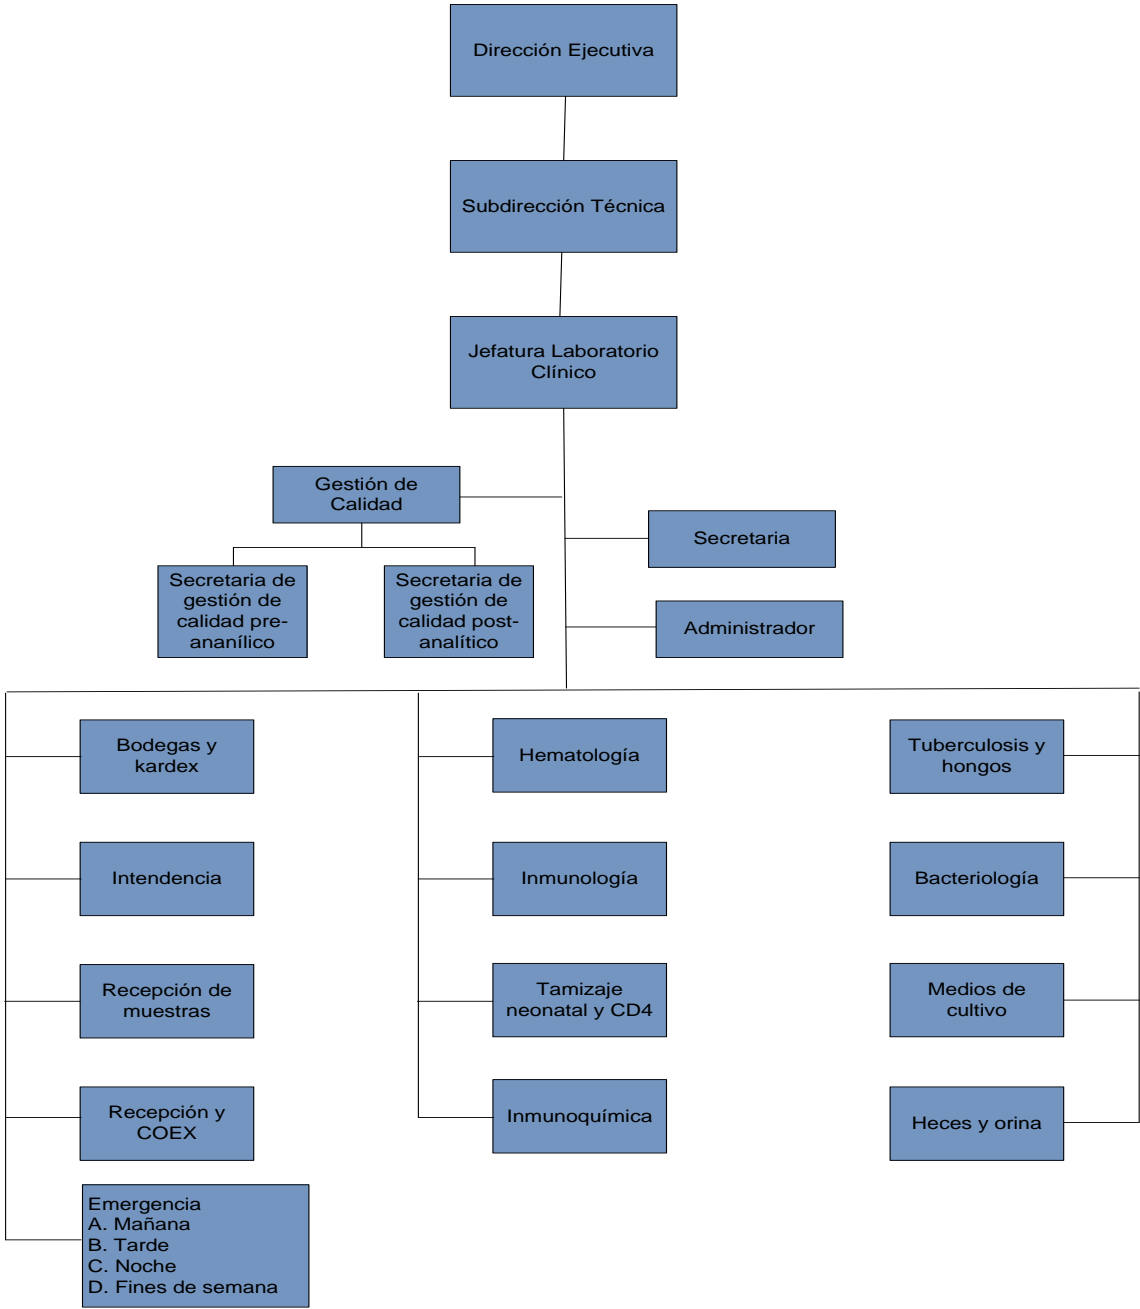 Dirección Ejecutiva
Subdirección Técnica
Jefatura Laboratorio
Clínico
Gestión de
Calidad
Secretaria
Secretaria de
gestión de
calidad pre-
ananílico
Secretaria de
gestión de
calidad post-
analítico
Administrador
Bodegas y
kardex
Hematología
Tuberculosis y
hongos
Intendencia
Inmunología
Bacteriología
Recepción de
muestras
Tamizaje
neonatal y CD4
Medios de
cultivo
Recepción y
COEX
Inmunoquímica
Heces y orina
Emergencia
A. Mañana
B. Tarde
C. Noche
D. Fines de semana